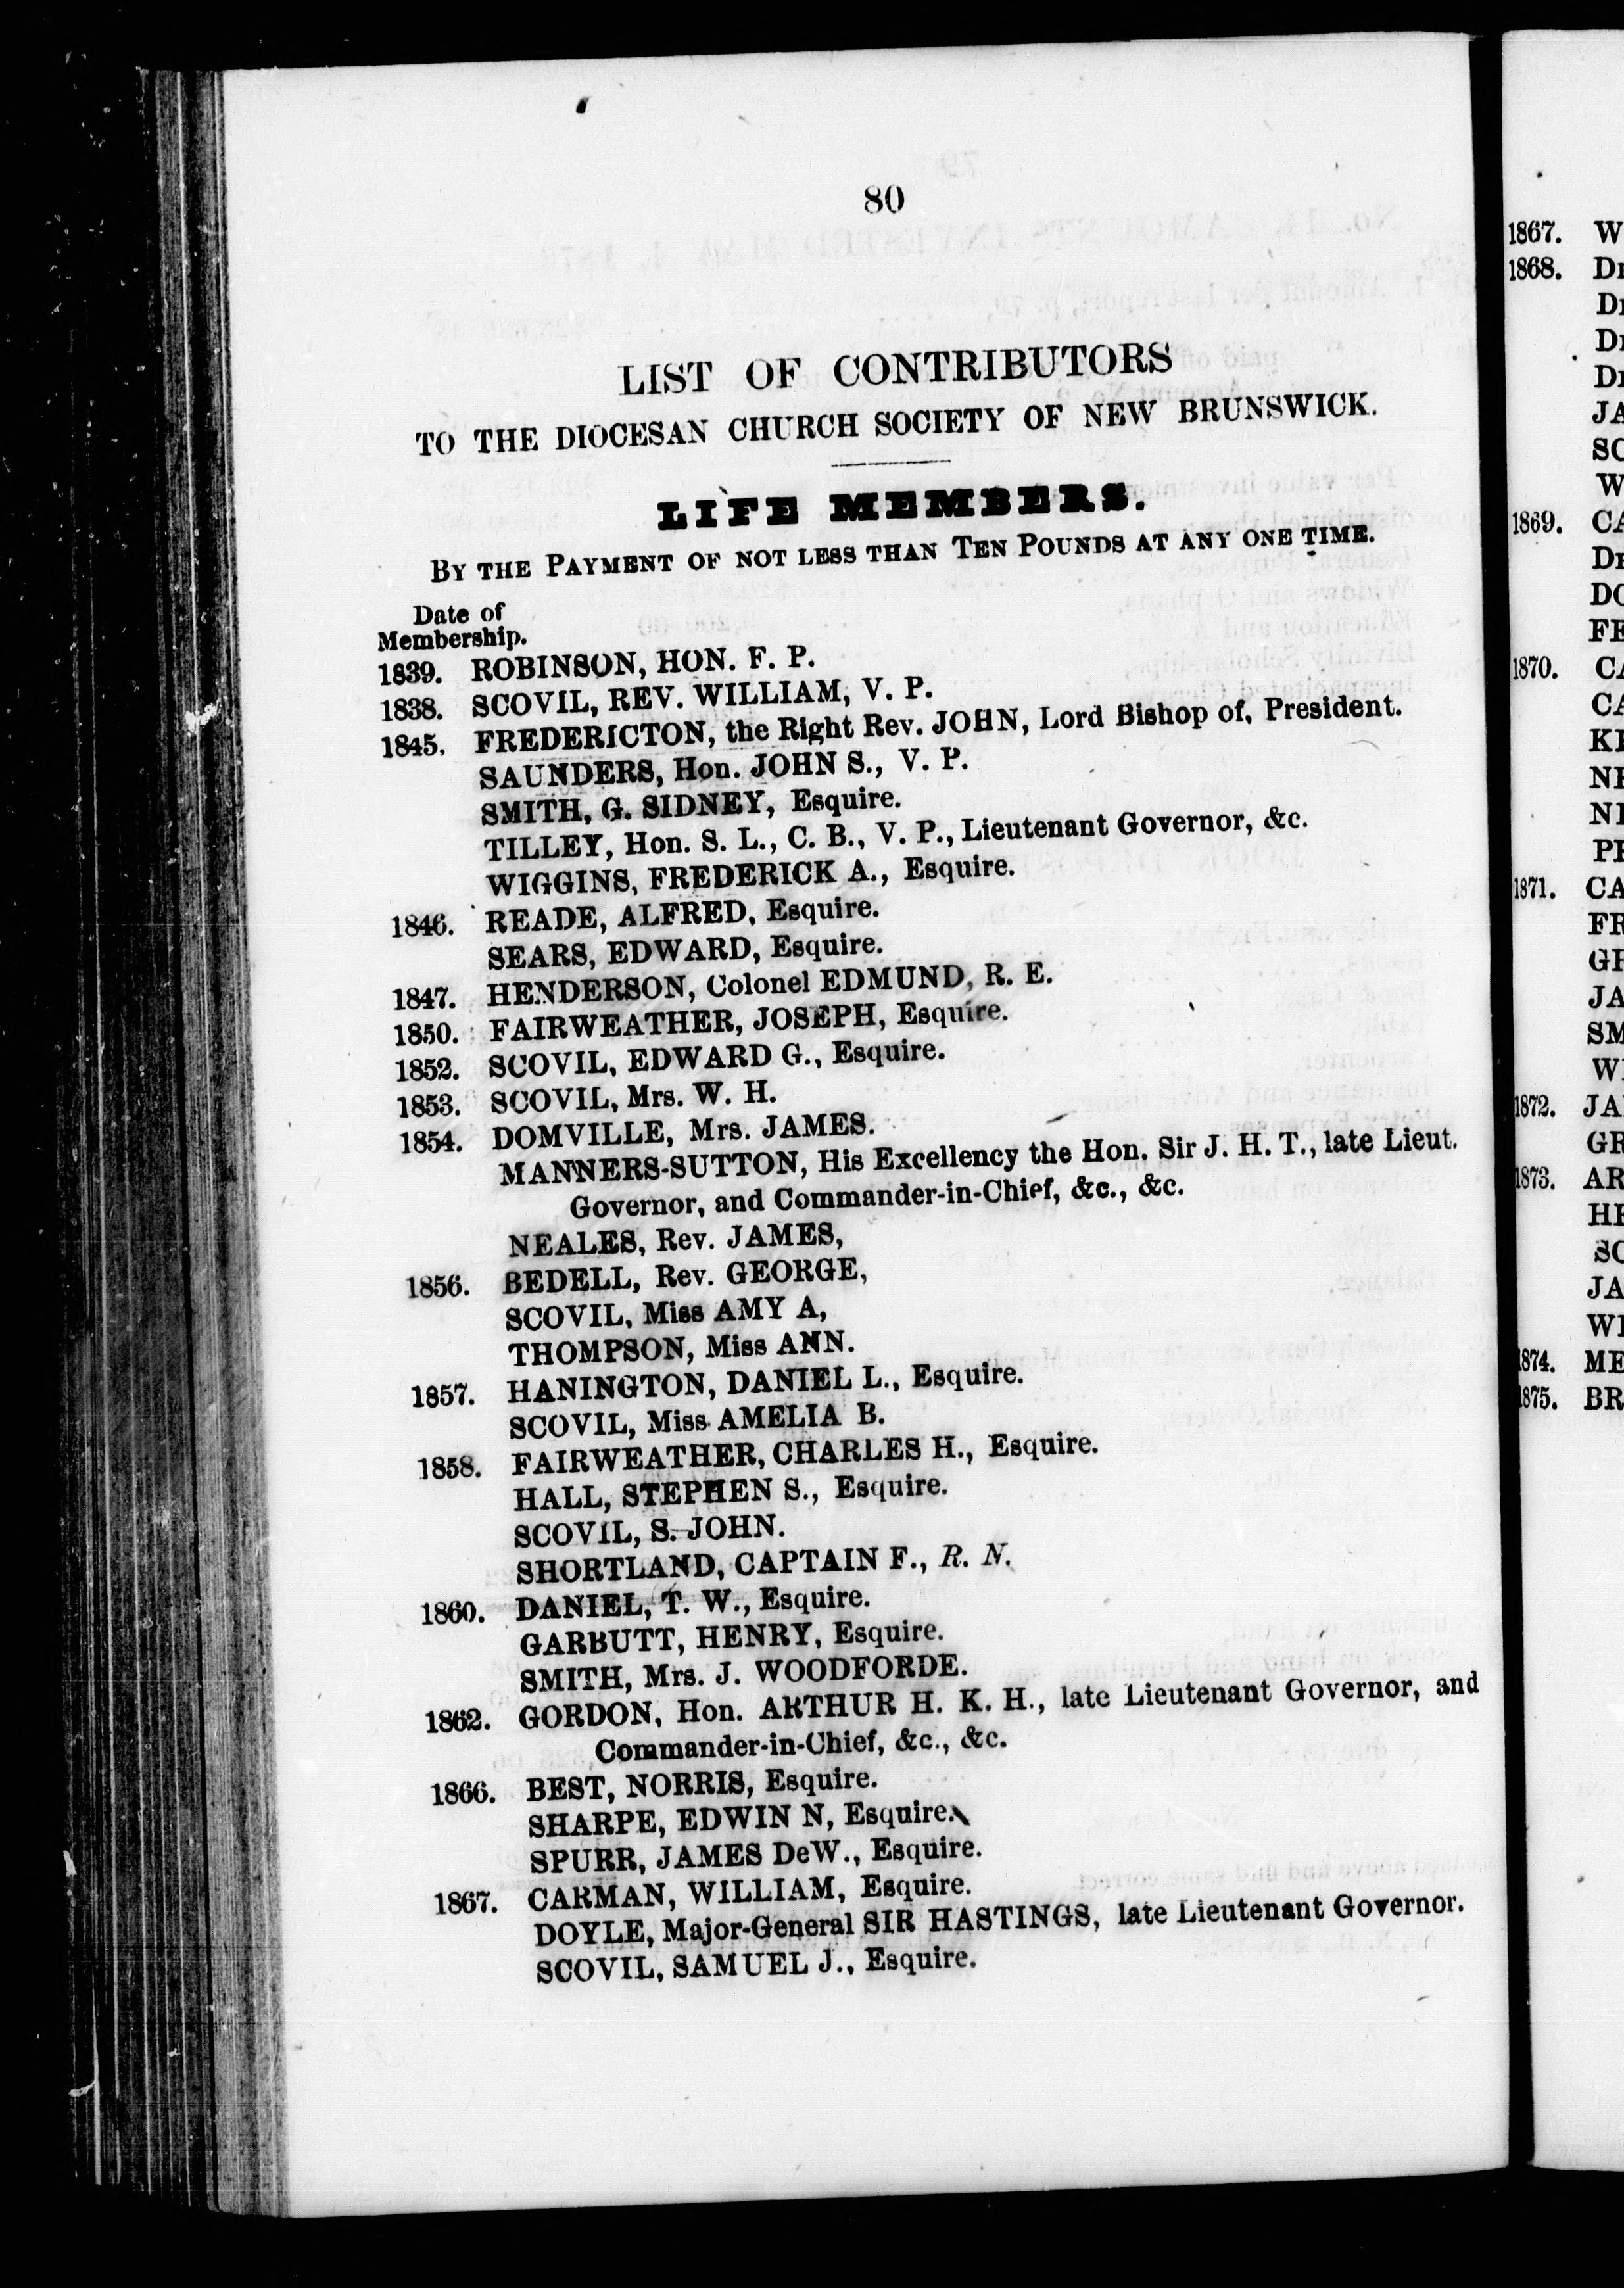 80
LIST OF CONTRIBUTORS
TO THE DIOCESAN CHURCH SOCIETY OF NEW BRUNSWICK.
LIFE MEMBERS.
BY THE PAYMENT OF NOT LESS THAN TEN POUNDS AT ANY ONE TIME.
Date of
Membership.
1839. ROBINSON, HON. F. P.
1838. SCOVIL, REV. WILLIAM, V. P.
1845. FREDERICTON, the Right Rev. JOHN, Lord Bishop of, President.
SAUNDERS, Hon. JOHN S., V. P.
SMITH, G. SIDNEY, Esquire.
TILLEY, Hon. S. L., C. B., V. P., Lieutenant Governor, &c.
WIGGINS, FREDERICK A., Esquire.
1846. READE, ALFRED, Esquire.
SEARS, EDWARD, Esquire.
1847. HENDERSON, Colonel EDMUND, R. E.
1850. FAIRWEATHER, JOSEPH, Esquire.
1852. SCOVIL, EDWARD G., Esquire.
1853. SCOVIL, Mrs. W. H.
1854. DOMVILLE, Mrs. JAMES.
MANNERS-SUTTON, His Excellency the Hon. Sir J. H. T., late Lieut.
Governor, and Commander-in-Chief, &c., &c.
NEALES, Rev. JAMES,
1856. BEDELL, Rev. GEORGE,
SCOVIL, Miss AMY A,
THOMPSON, Miss ANN.
1857. HANINGTON, DANIEL L., Esquire.
SCOVIL, Miss AMELIA B.
1858. FAIRWEATHER, CHARLES H., Esquire.
HALL, STEPHEN S., Esquire.
SCOVIL, S. JOHN.
SHORTLAND, CAPTAIN F., R. N.
1860. DANIEL, T. W., Esquire.
GARBUTT, HENRY, Esquire.
SMITH, Mrs. J. WOODFORDE.
1862. GORDON, Hon. ARTHUR H. K. H., late Lieutenant Governor, and
Commander-in-Chief, &c., &c.
1866. BEST, NORRIS, Esquire.
SHARPE, EDWIN N, Esquire.
SPURR, JAMES DeW., Esquire.
1867. CARMAN, WILLIAM, Esquire.
DOYLE, Major-General SIR HASTINGS, late Lieutenant Governor.
SCOVIL, SAMUEL J., Esquire.
1867.
1868.
1869.
1870.
1871.
1872.
1873.
1874.
1875.